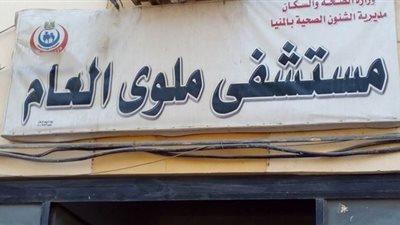 وزارة الصحة والسكان
مديرية الشئون الصحية بالمنيا
مستشفى ملوى العام